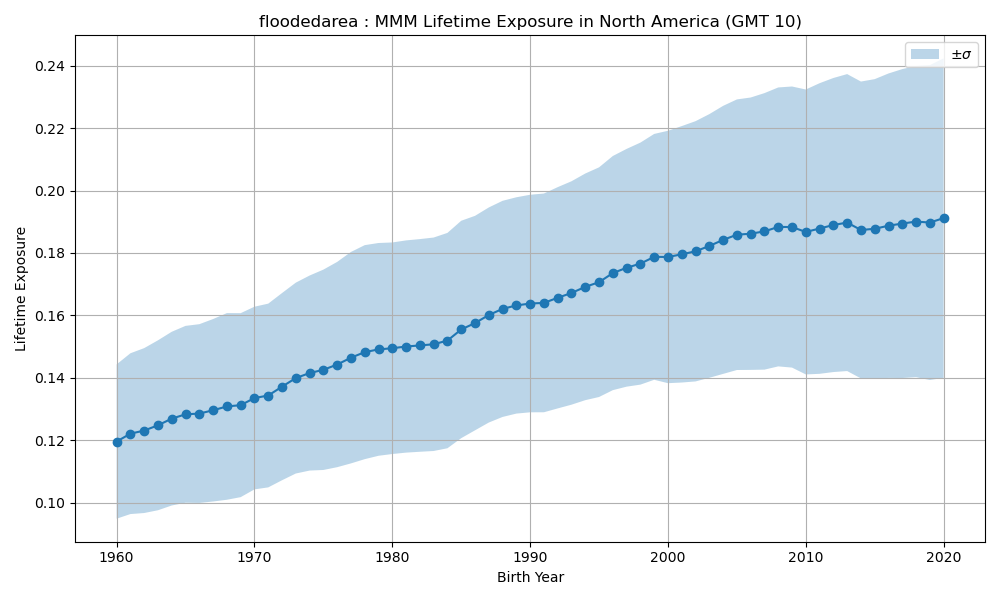 floodedarea : MMM Lifetime Exposure in North America (GMT 10)
±σ
0.24
0.22
0.20
0.18
0.16
0.14
0.12
0.10
Lifetime Exposure
1960 1970 1980 1990 2000 2010 2020
Birth Year